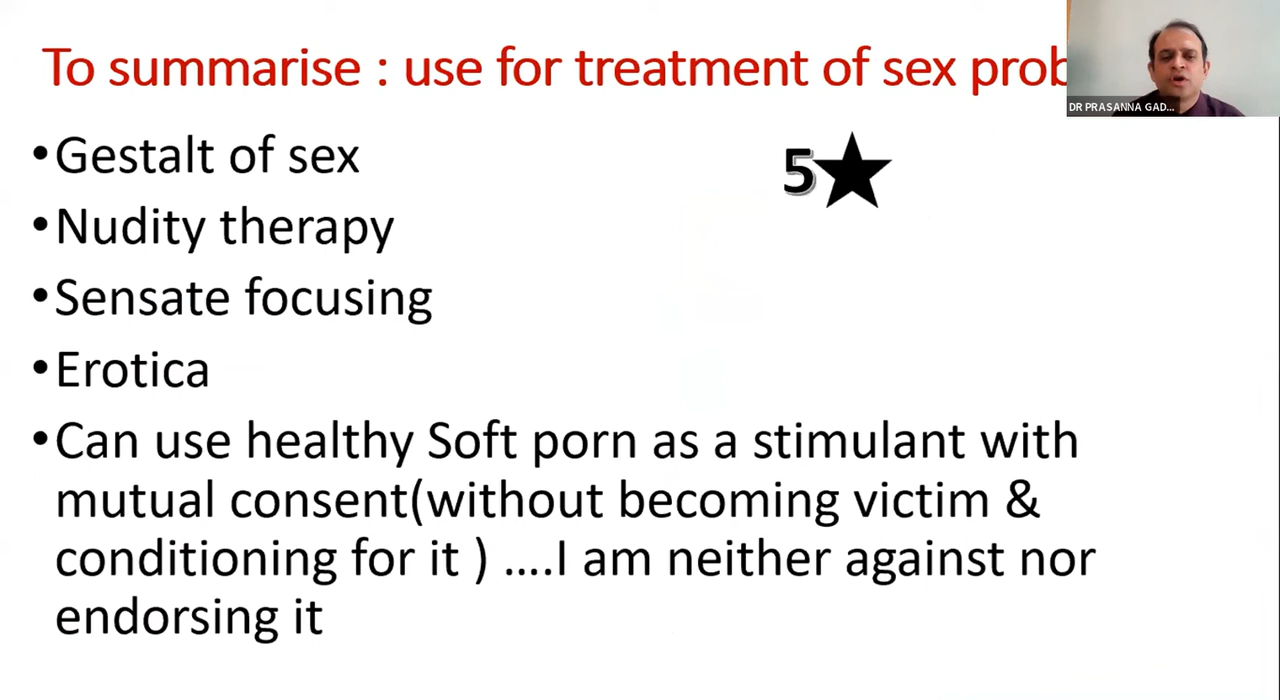 To summarise : use for treatment of sex prob
DR PRASANNA GAD...
•Gestalt of sex
5
•Nudity therapy
•Sensate focusing
•Erotica
•Can use healthy Soft porn as a stimulant with
mutual consent(without becoming victim &
conditioning for it ) ....I am neither against nor
endorsing it